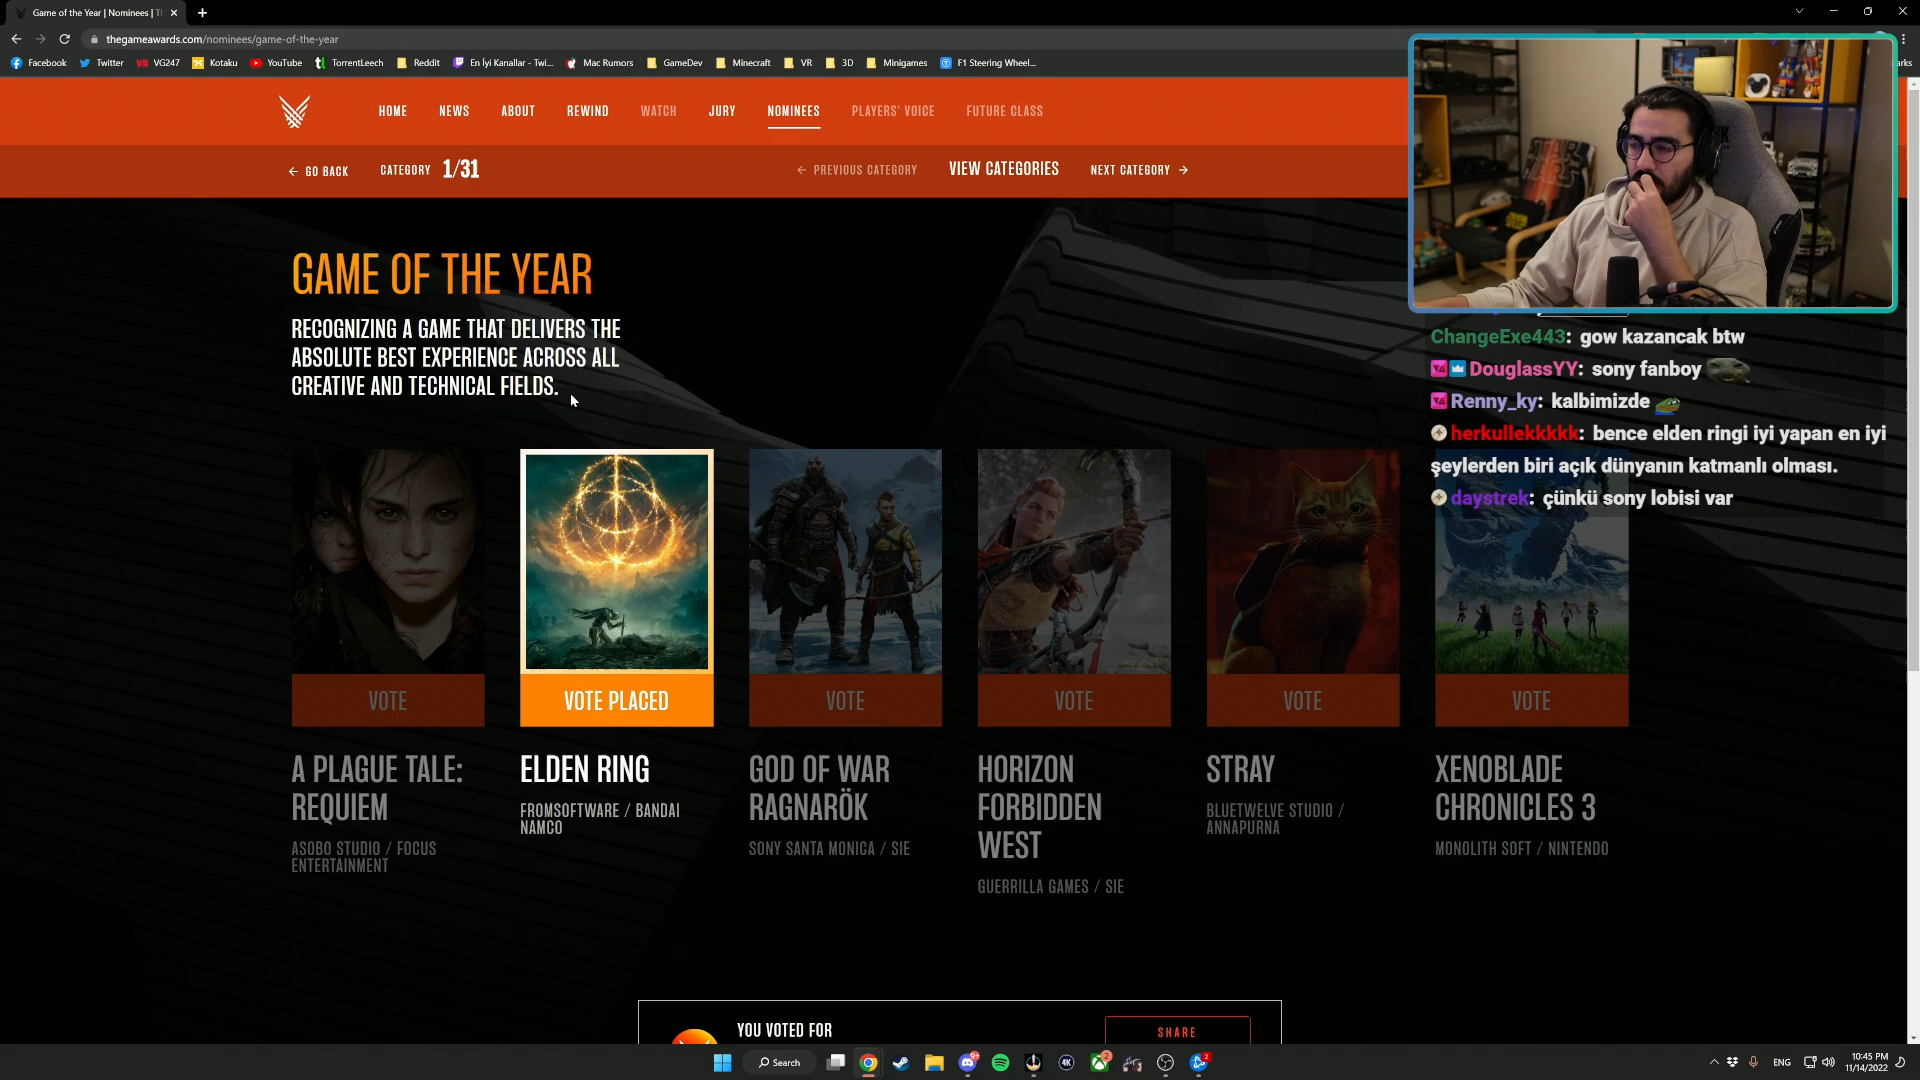 Game of the Year | Nominees | T
thegameawards.com/nominees/game-of-the-year
Facebook Twitter VG247 Kotaku YouTube TorrentLeech Reddit En İyi Kanallar - Twi... Mac Rumors GameDev Minecraft VR 3D Minigames F1 Steering Wheel...
HOME NEWS ABOUT REWIND WATCH JURY NOMINEES PLAYERS' VOICE FUTURE CLASS
← GO BACK CATEGORY 1/31 ← PREVIOUS CATEGORY VIEW CATEGORIES NEXT CATEGORY →
GAME OF THE YEAR
RECOGNIZING A GAME THAT DELIVERS THE
ABSOLUTE BEST EXPERIENCE ACROSS ALL
CREATIVE AND TECHNICAL FIELDS.
ChangeExe443: gow kazancak btw
DouglassYY: sony fanboy
Renny_ky: kalbimizde
herkullekkkkk: bence elden ringi iyi yapan en iyi
şeylerden biri açık dünyanın katmanlı olması.
daystrek: çünkü sony lobisi var
VOTE VOTE PLACED VOTE VOTE VOTE VOTE
A PLAGUE TALE:
REQUIEM
ASOBO STUDIO / FOCUS
ENTERTAINMENT
ELDEN RING
FROMSOFTWARE / BANDAI
NAMCO
GOD OF WAR
RAGNARÖK
SONY SANTA MONICA / SIE
HORIZON
FORBIDDEN
WEST
GUERRILLA GAMES / SIE
STRAY
BLUETWELVE STUDIO /
ANNAPURNA
XENOBLADE
CHRONICLES 3
MONOLITH SOFT / NINTENDO
YOU VOTED FOR
SHARE
Search
ENG
10:45 PM
11/14/2022